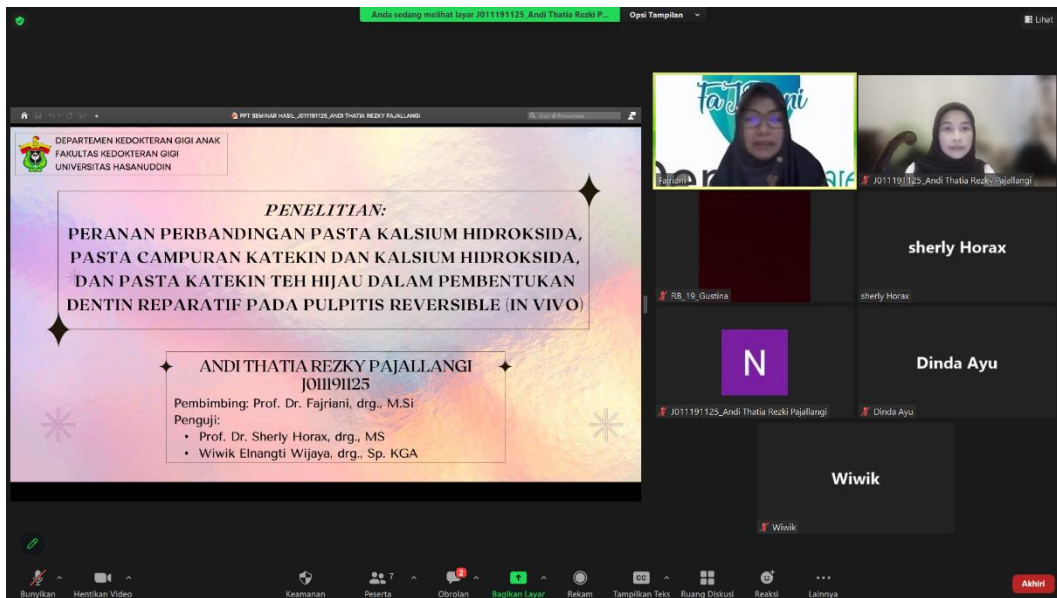 Anda sedang melihat layar J011191125_Andi Thatia Rezki P...
Opsi Tampilan
Lihat
PPT SEMINAR HASIL_J011191125_ANDI THATIA REZKY PAJALLANGI
DEPARTEMEN KEDOKTERAN GIGI ANAK
FAKULTAS KEDOKTERAN GIGI
UNIVERSITAS HASANUDDIN
PENELITIAN:
PERANAN PERBANDINGAN PASTA KALSIUM HIDROKSIDA,
PASTA CAMPURAN KATEKIN DAN KALSIUM HIDROKSIDA,
DAN PASTA KATEKIN TEH HIJAU DALAM PEMBENTUKAN
DENTIN REPARATIF PADA PULPITIS REVERSIBLE (IN VIVO)
ANDI THATIA REZKY PAJALLANGI
J011191125
Pembimbing: Prof. Dr. Fajriani, drg., M.Si
Penguji:
• Prof. Dr. Sherly Horax, drg., MS
• Wiwik Elnangti Wijaya, drg., Sp. KGA
Fajriani
J011191125_Andi Thatia Rezky Pajallangi
RB_19_Gustina
sherly Horax
sherly Horax
N
J011191125_Andi Thatia Rezki Pajallangi
Dinda Ayu
Dinda Ayu
Wiwik
Wiwik
Bunyikan
Hentikan Video
Keamanan
7
Peserta
2
Obrolan
Bagikan Layar
Rekam
CC
Tampilkan Teks
Ruang Diskusi
Reaksi
Lainnya
Akhiri